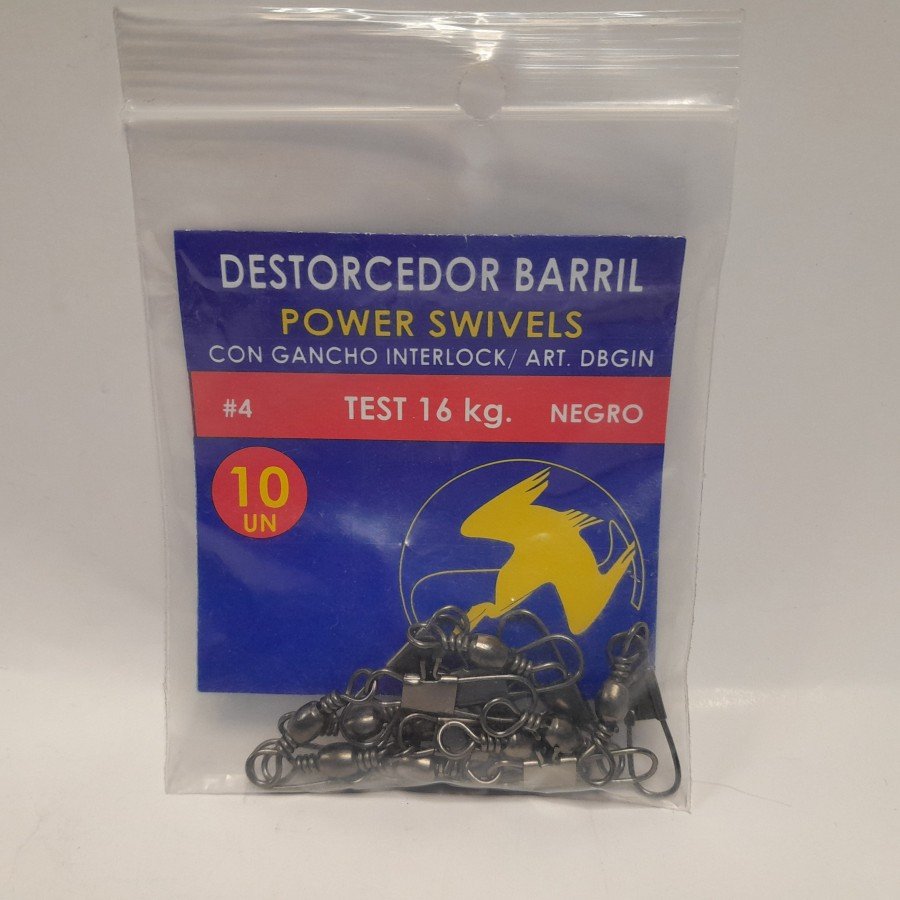 DESTORCEDOR BARRIL
POWER SWIVELS
CON GANCHO INTERLOCK/ ART. DBGIN
#4 TEST 16 kg. NEGRO
10
UN